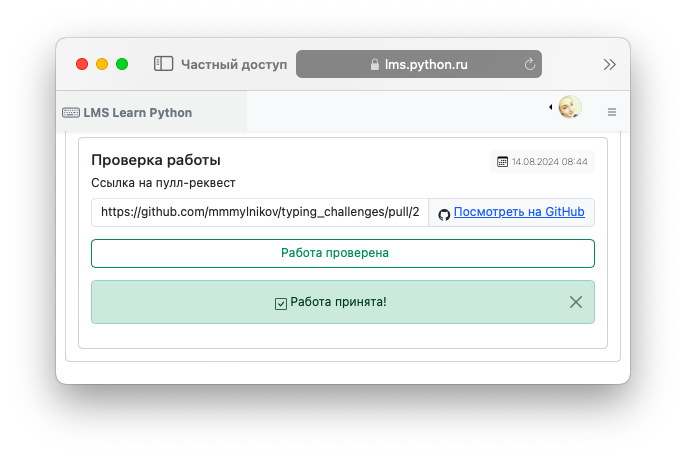 Частный доступ
lms.python.ru
LMS Learn Python
Проверка работы
14.08.2024 08:44
Ссылка на пулл-реквест
https://github.com/mmmylnikov/typing_challenges/pull/2
Посмотреть на GitHub
Работа проверена
Работа принята!